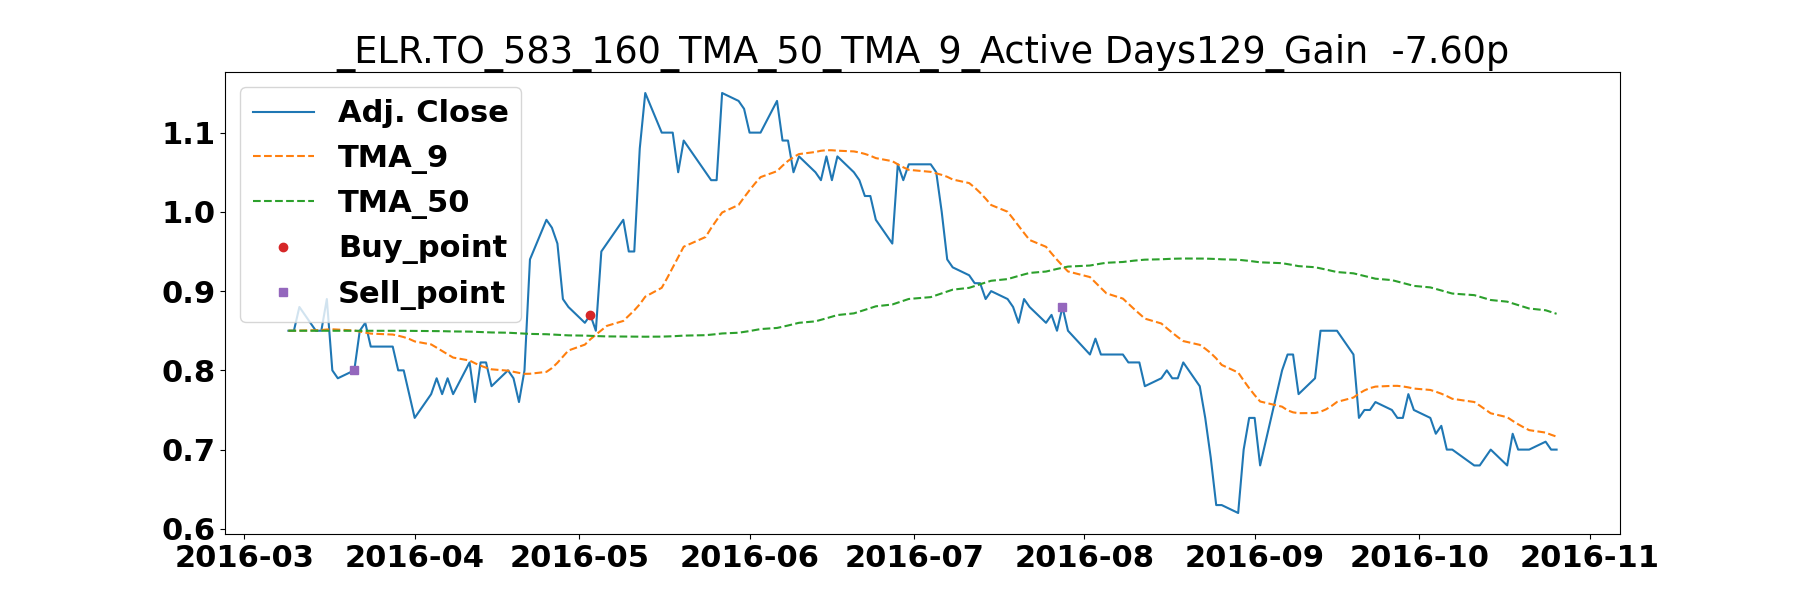 _ELR.TO_583_160_TMA_50_TMA_9_Active Days129_Gain  -7.60p
Adj. Close
TMA_9
TMA_50
Buy_point
Sell_point
1.1
1.0
0.9
0.8
0.7
0.6
2016-03 2016-04 2016-05 2016-06 2016-07 2016-08 2016-09 2016-10 2016-11